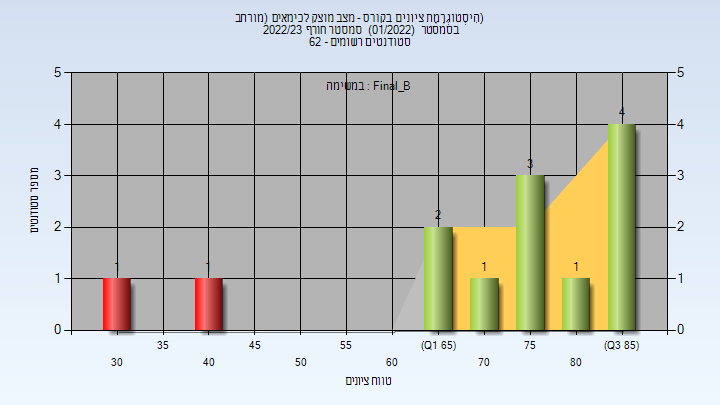 היסטוגרמת ציונים בקורס - מצב מוצק לכימאים (מורחב)
בסמסטר (01/2022) סמסטר חורף 2022/23
סטודנטים רשומים - 62
במשימה : Final_B
5 5
4 4
3 3
2 2
1 1
0 0
1 1 2 1 3 1 4
מספר סטודנטים
35 45 55 (Q1 65) 75 (Q3 85)
30 40 50 60 70 80
טווח ציונים